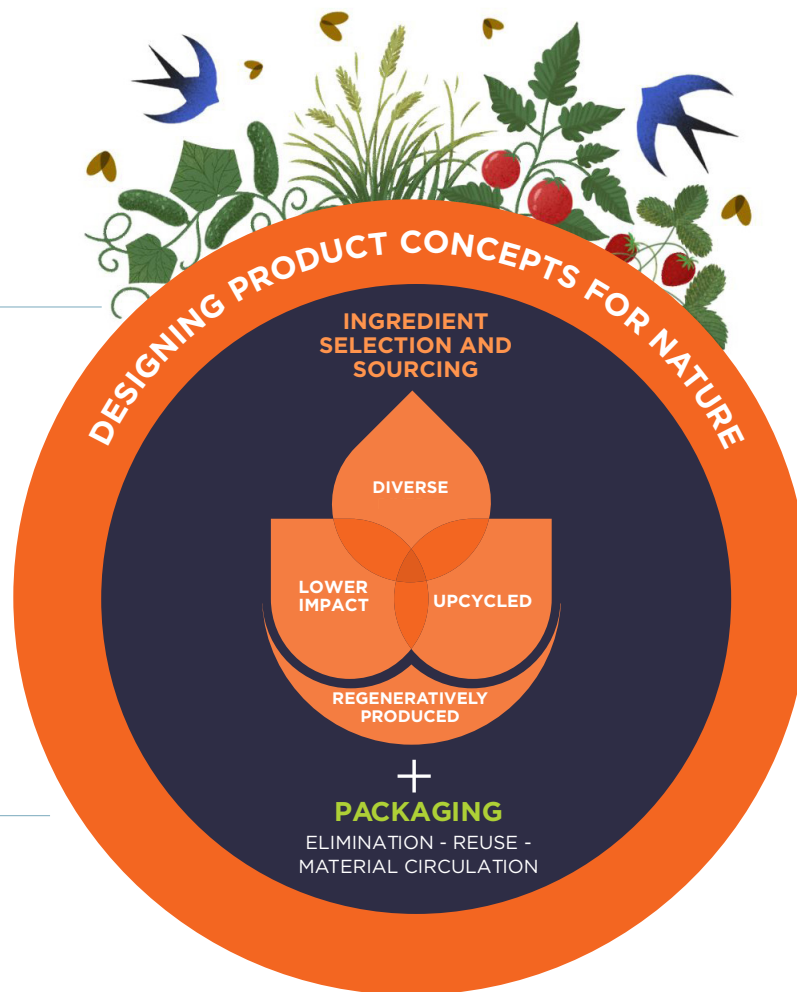 DESIGNING PRODUCT CONCEPTS FOR NATURE
INGREDIENT
SELECTION AND
SOURCING
DIVERSE
LOWER
IMPACT
UPCYCLED
REGENERATIVELY
PRODUCED
+
PACKAGING
ELIMINATION - REUSE -
MATERIAL CIRCULATION